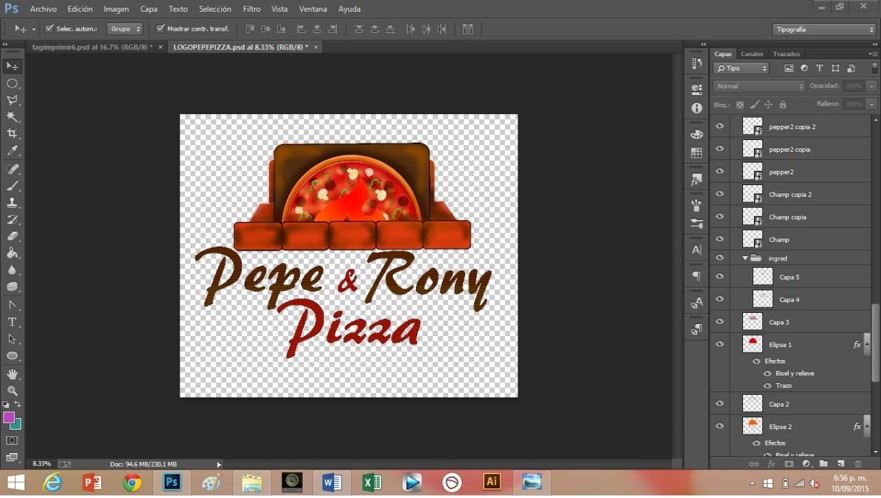 Ps Archivo Edición Imagen Capa Texto Selección Filtro Vista Ventana Ayuda
Selec. autom.: Grupo Mostrar contr. transf. Tipografía
tagimprimir6.psd al 16.7% (RGB/8) * × LOGOPEPEPIZZA.psd al 8.33% (RGB/8) * ×
Capas Canales Trazados
Tipo
Normal Opacidad: 100%
Bloq.: Relleno: 100%
pepper2 copia 2
pepper2 copia
pepper2
Champ copia 2
Champ copia
Champ
ingred
Capa 5
Capa 4
Capa 3
Elipse 1 fx
Efectos
Bisel y relieve
Trazo
Capa 2
Elipse 2 fx
Efectos
Pepe & Rony
Pizza
8.33% Doc: 94.6 MB/230.1 MB
Ps Ai
6:56 p. m.
10/09/2015